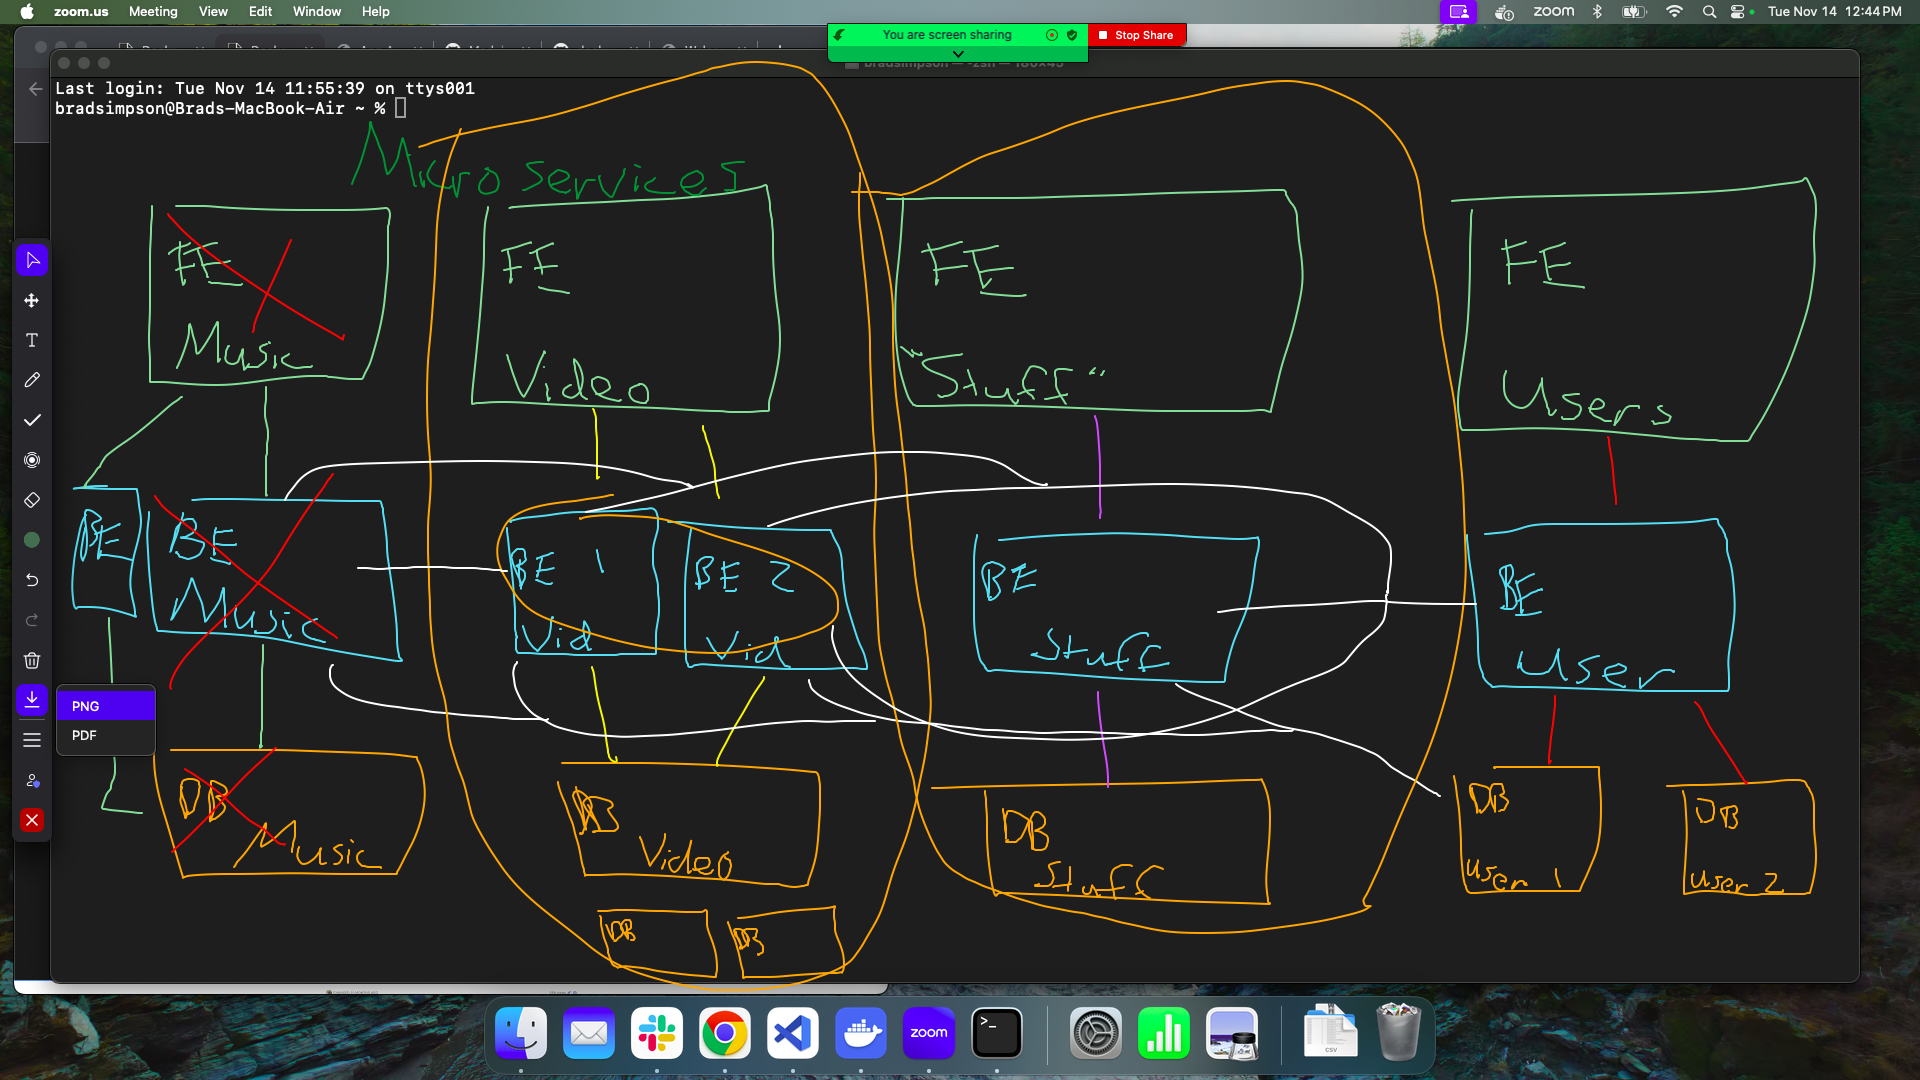 zoom.us Meeting View Edit Window Help
zoom Tue Nov 14 12:44 PM
You are screen sharing
Stop Share
Last login: Tue Nov 14 11:55:39 on ttys001
bradsimpson@Brads-MacBook-Air ~ %
Microservices
FE
Music
FE
Video
FE
"Stuff"
FE
Users
BE
BE
Music
BE 1
Vid
BE 2
Vid
BE
Stuff
BE
User
PNG
PDF
DB
Music
DB
Video
DB
Stuff
DB
User 1
DB
User 2
DB
DB
zoom
CSV